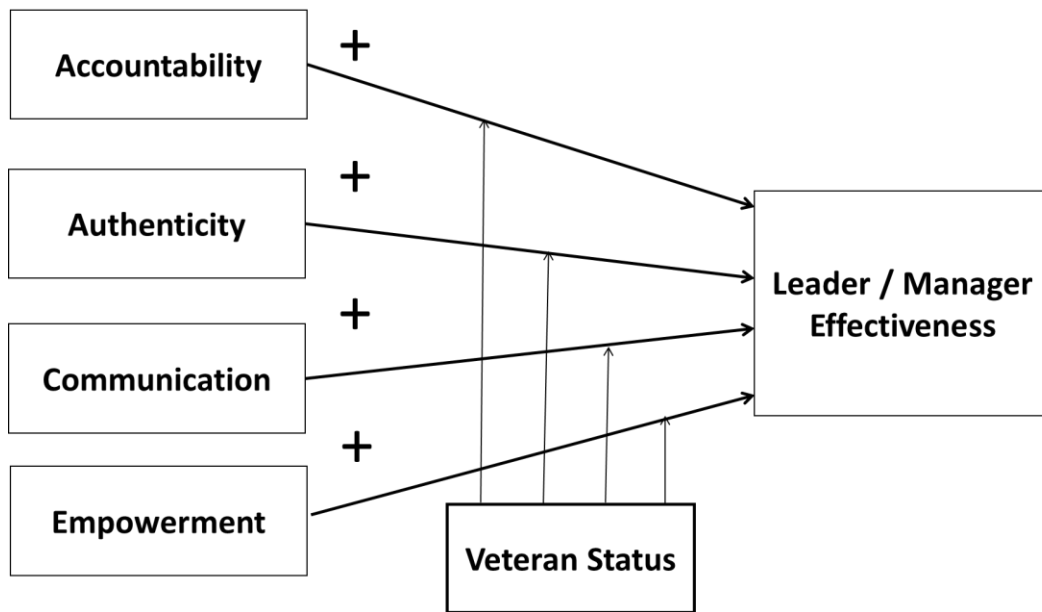 Accountability
+
Authenticity
+
Communication
+
Empowerment
+
Leader / Manager
Effectiveness
Veteran Status